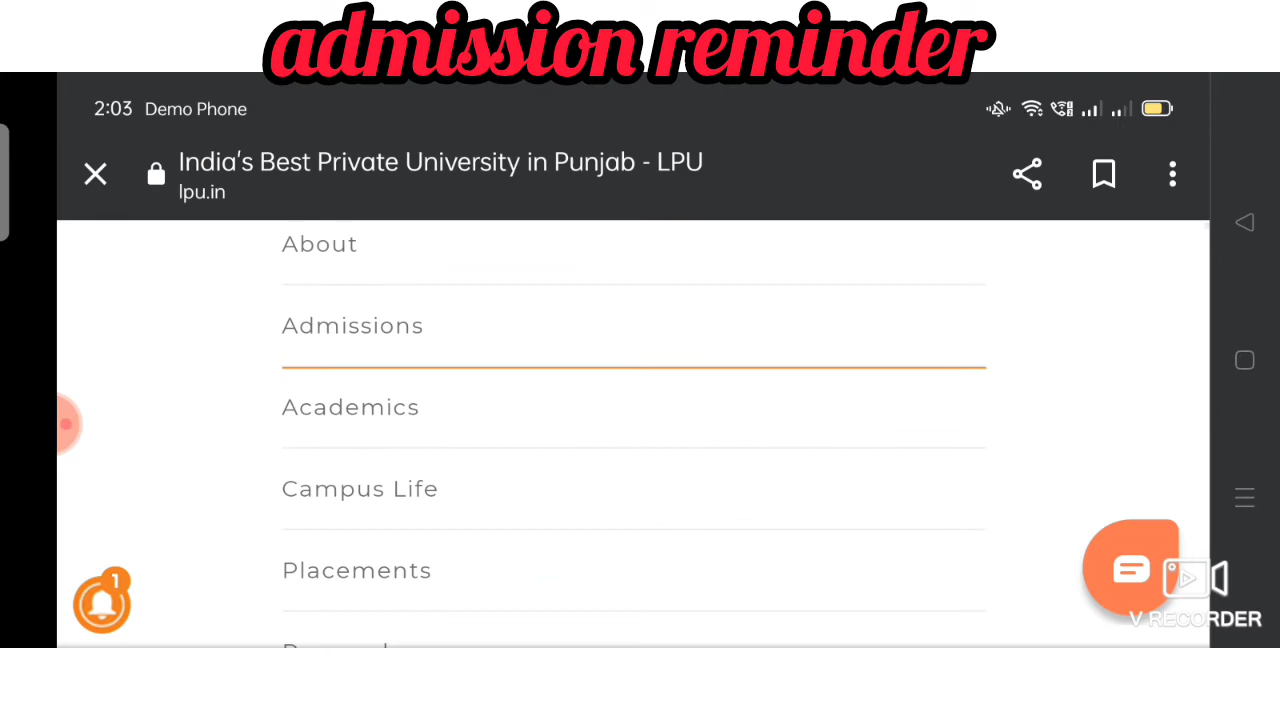 admission reminder
2:03 Demo Phone
India's Best Private University in Punjab - LPU
lpu.in
About
Admissions
Academics
Campus Life
Placements
1
V RECORDER